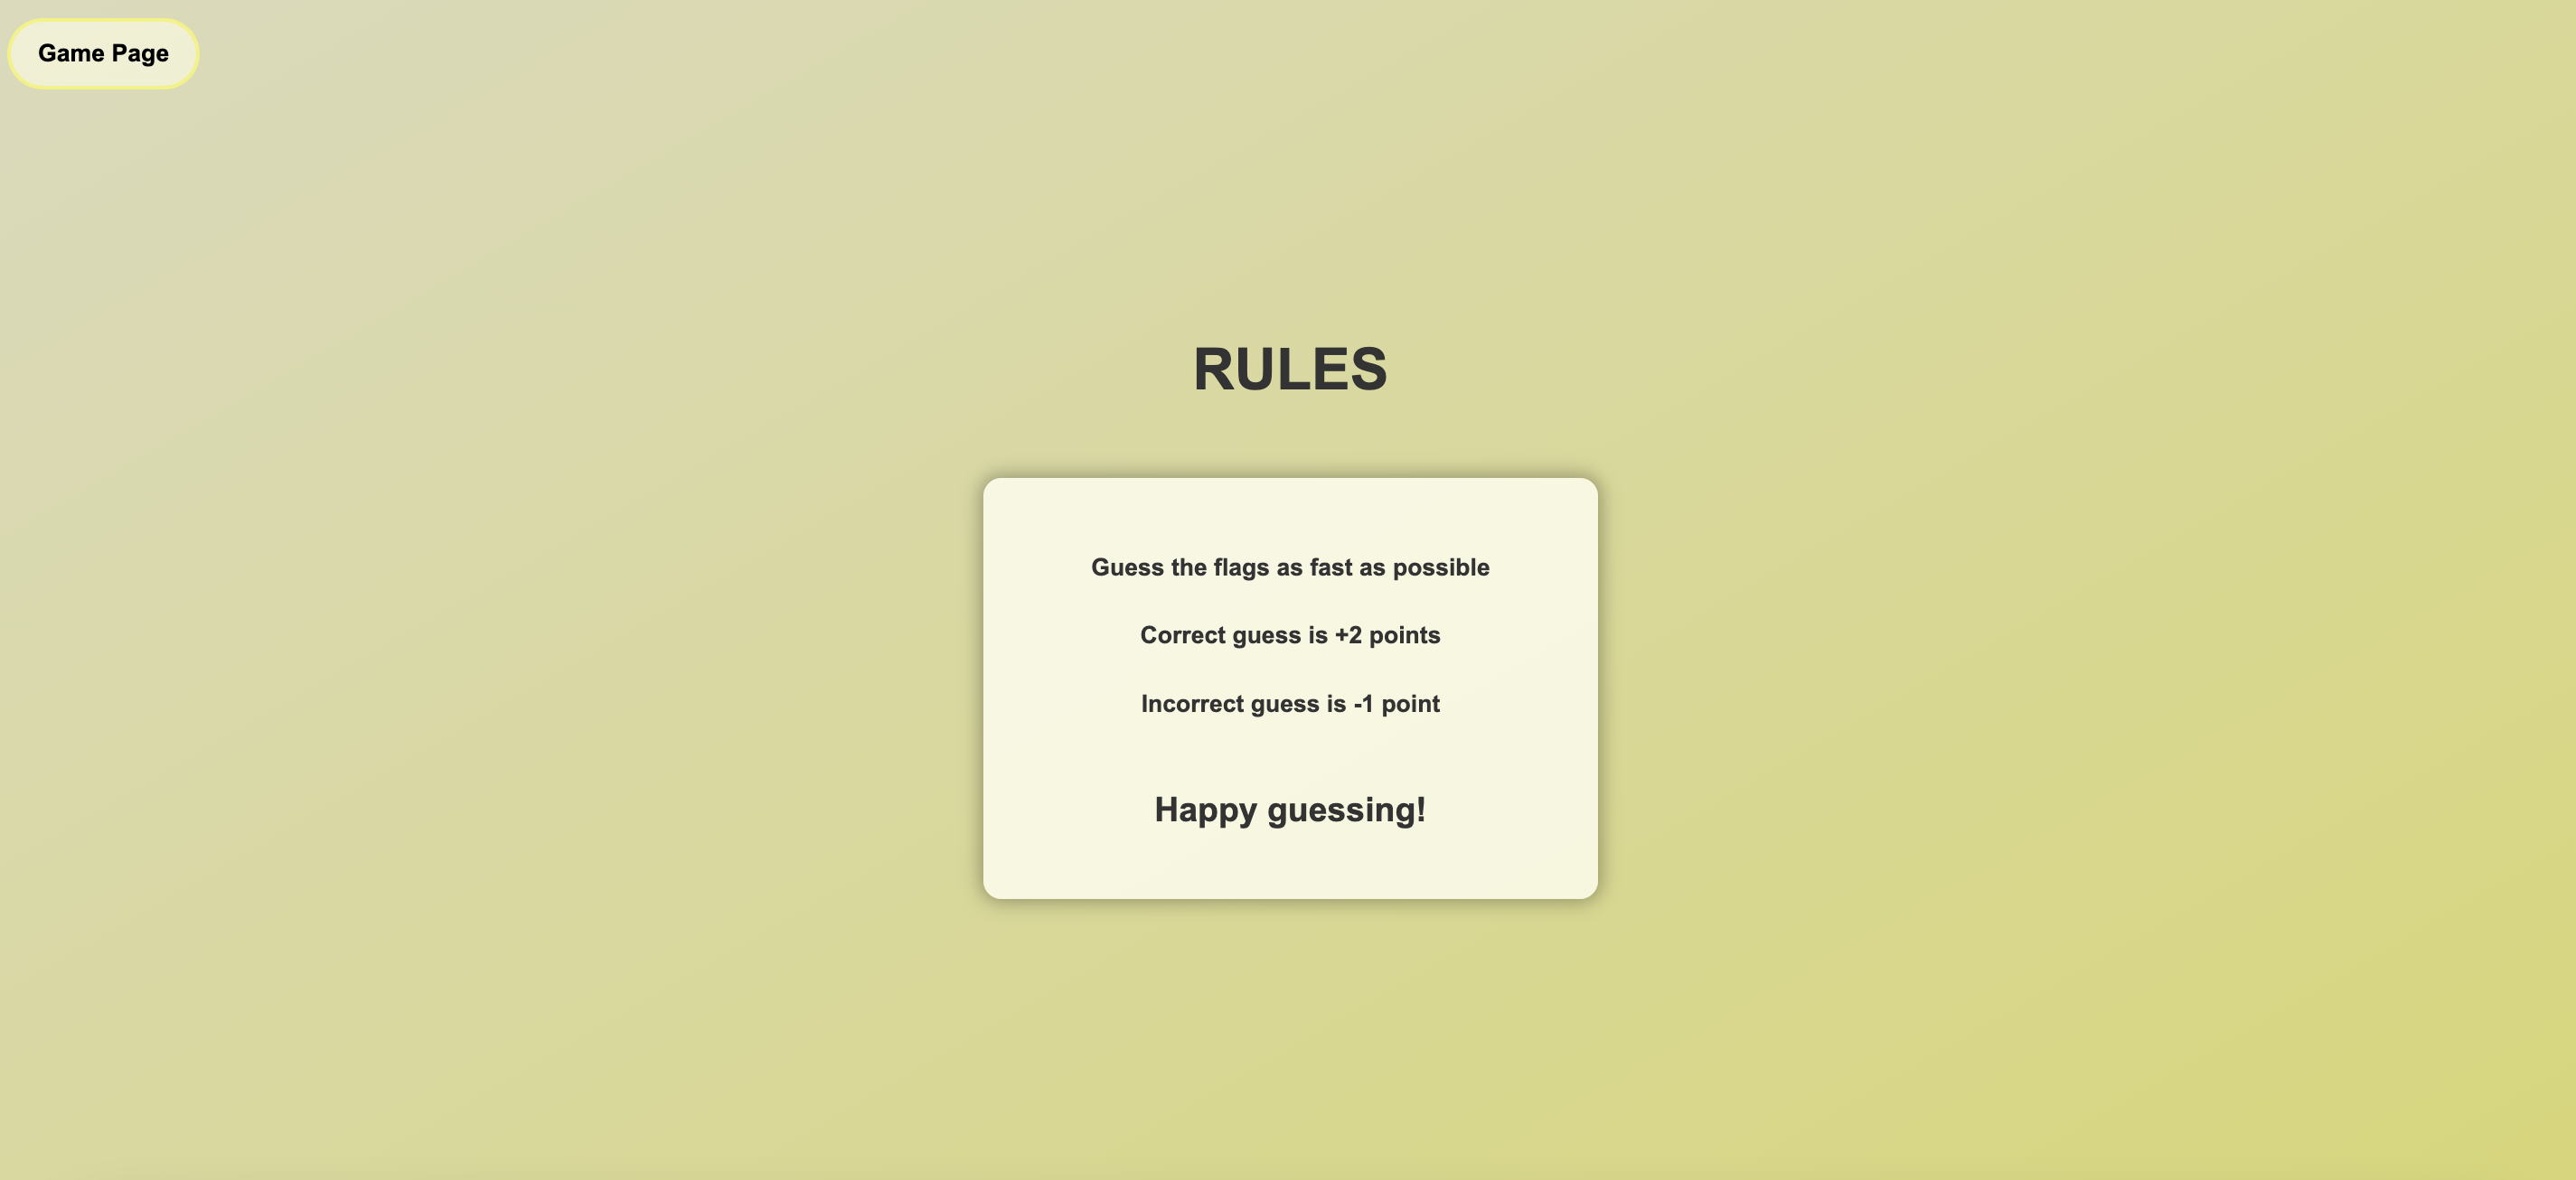 Game Page
RULES
Guess the flags as fast as possible
Correct guess is +2 points
Incorrect guess is -1 point
Happy guessing!